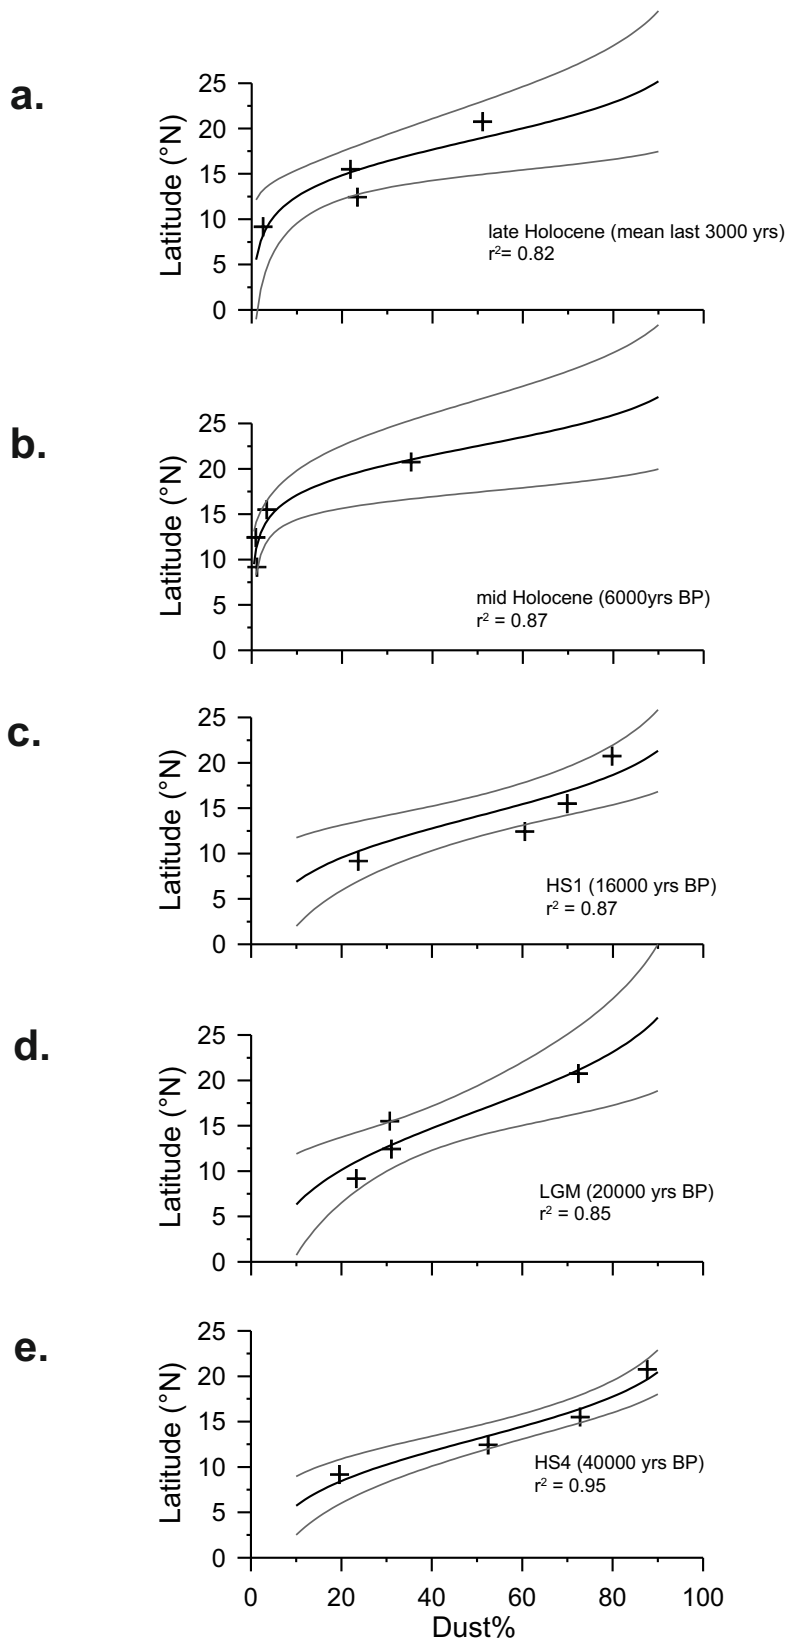 a.
25
20
15
10
5
0
Latitude (°N)
late Holocene (mean last 3000 yrs)
r²= 0.82
b.
25
20
15
10
5
0
Latitude (°N)
mid Holocene (6000yrs BP)
r² = 0.87
c.
25
20
15
10
5
0
Latitude (°N)
HS1 (16000 yrs BP)
r² = 0.87
d.
25
20
15
10
5
0
Latitude (°N)
LGM (20000 yrs BP)
r² = 0.85
e.
25
20
15
10
5
0
Latitude (°N)
HS4 (40000 yrs BP)
r² = 0.95
0 20 40 60 80 100
Dust%